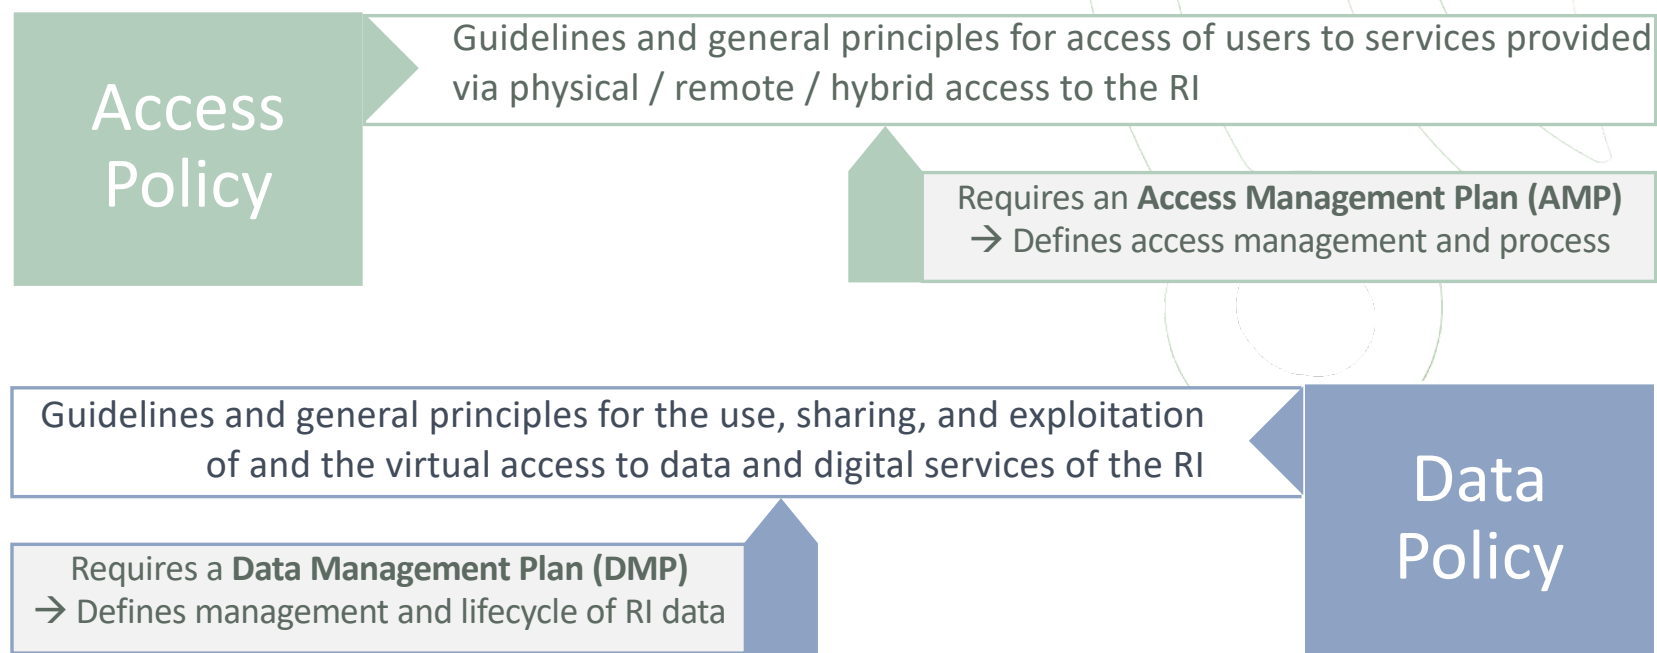 Access
Policy
Guidelines and general principles for access of users to services provided
via physical / remote / hybrid access to the RI
Requires an Access Management Plan (AMP)
→ Defines access management and process
Guidelines and general principles for the use, sharing, and exploitation
of and the virtual access to data and digital services of the RI
Data
Policy
Requires a Data Management Plan (DMP)
→ Defines management and lifecycle of RI data